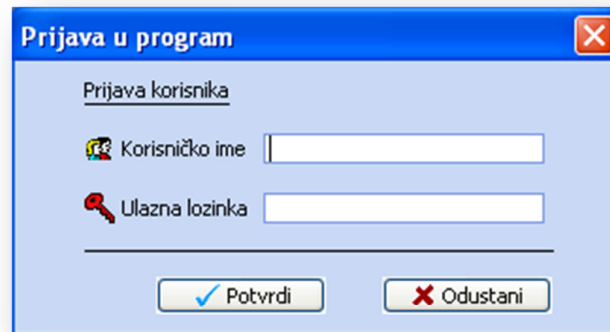 Prijava u program
Prijava korisnika
Korisničko ime
Ulazna lozinka
Potvrdi Odustani